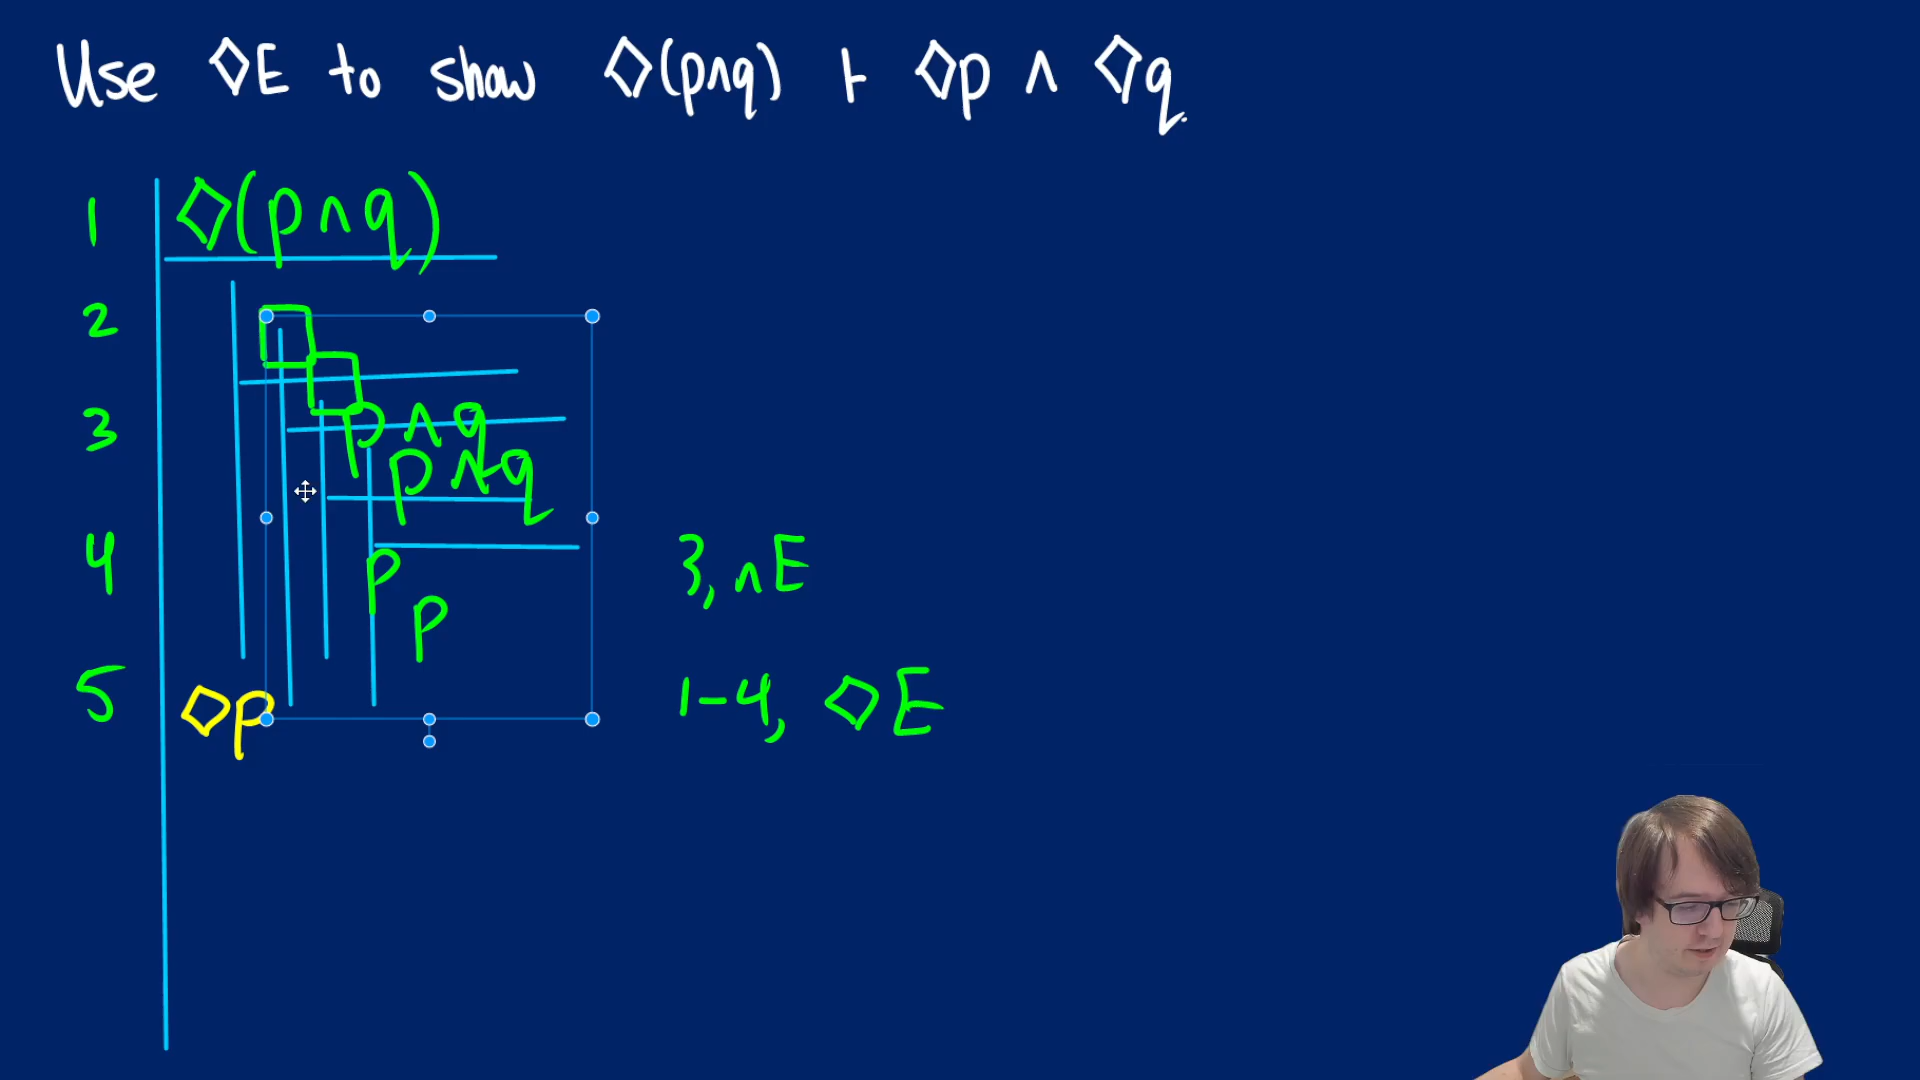 Use ◇E to show ◇(p∧q) ⊢ ◇p ∧ ◇q.
1 ◇(p∧q)
2 □
□
3 p∧q
p∧q
4 p 3, ∧E
p
5 ◇p 1-4, ◇E